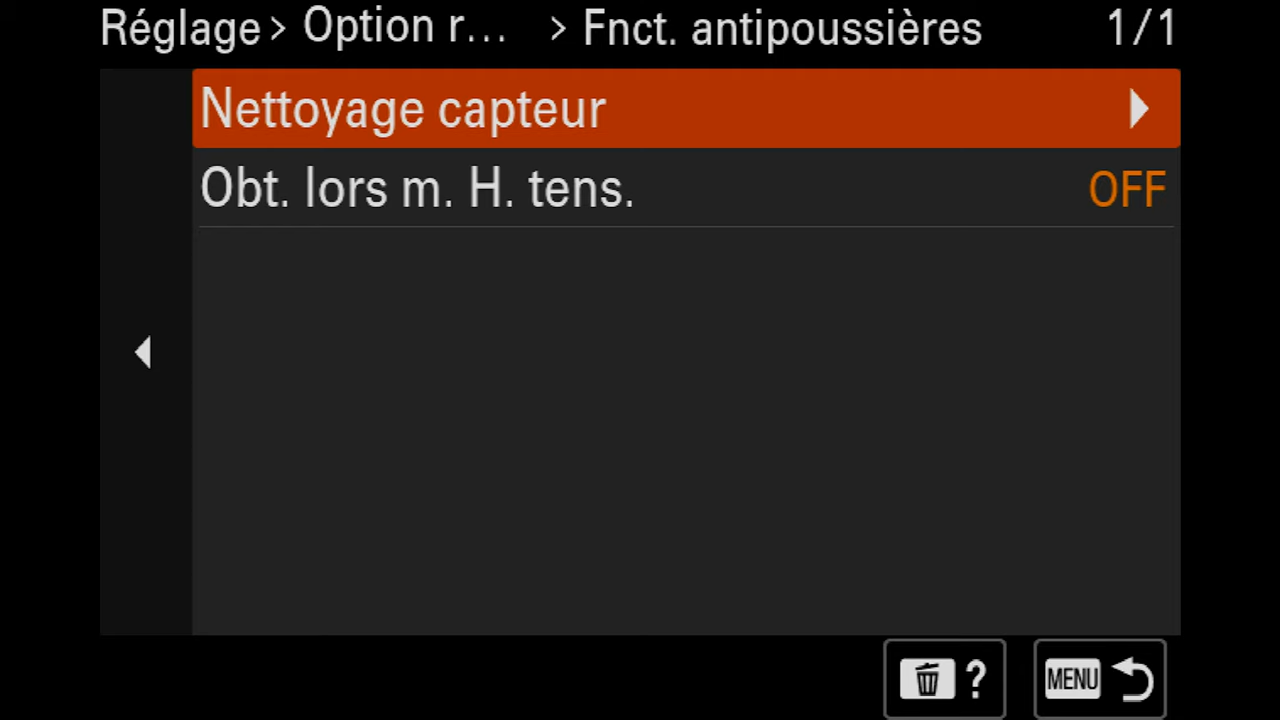 Réglage > Option r... > Fnct. antipoussières 1/1
Nettoyage capteur
Obt. lors m. H. tens. OFF
? MENU